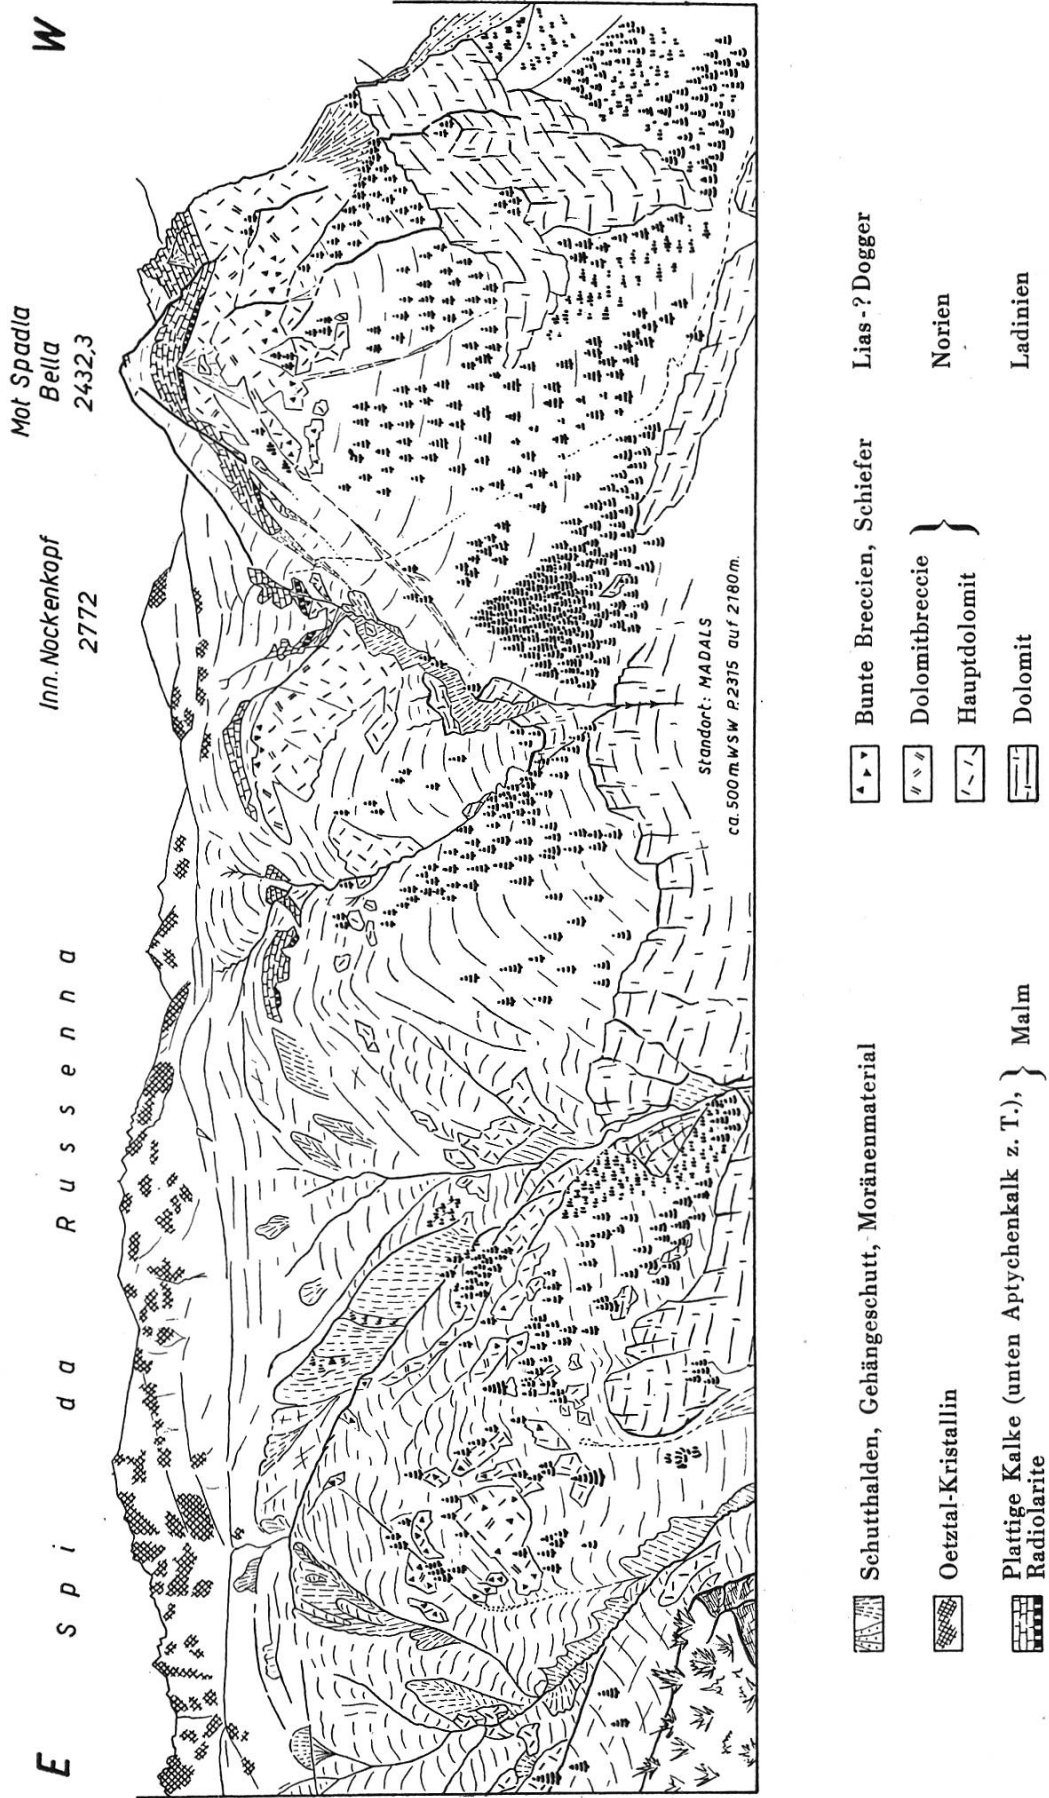 E
W
S p i   d a   R u s s e n n a
Inn. Nockenkopf
2772
Mot Spadla
Bella
2432,3
Standort: MADALS
ca. 500 m. WSW P. 2315 auf 2180 m.
Schutthalden, Gehängeschutt, Moränenmaterial
Oetztal-Kristallin
Plattige Kalke (unten Aptychenkalk z. T.), } Malm
Radiolarite
Bunte Breccien, Schiefer Lias-? Dogger
Dolomitbreccie
} Norien
Hauptdolomit
Dolomit Ladinien